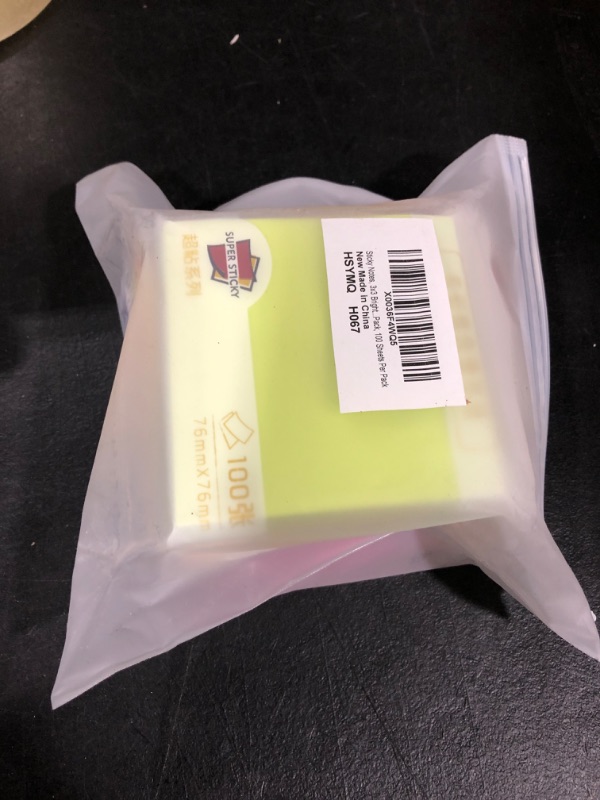 SUPER STICKY
超粘系列
100张
76mmX76mm
X0036F4WQ5
Sticky Notes, 3x3 Bright...Pack, 100 Sheets Per Pack
New Made In China
HSYMQ H067